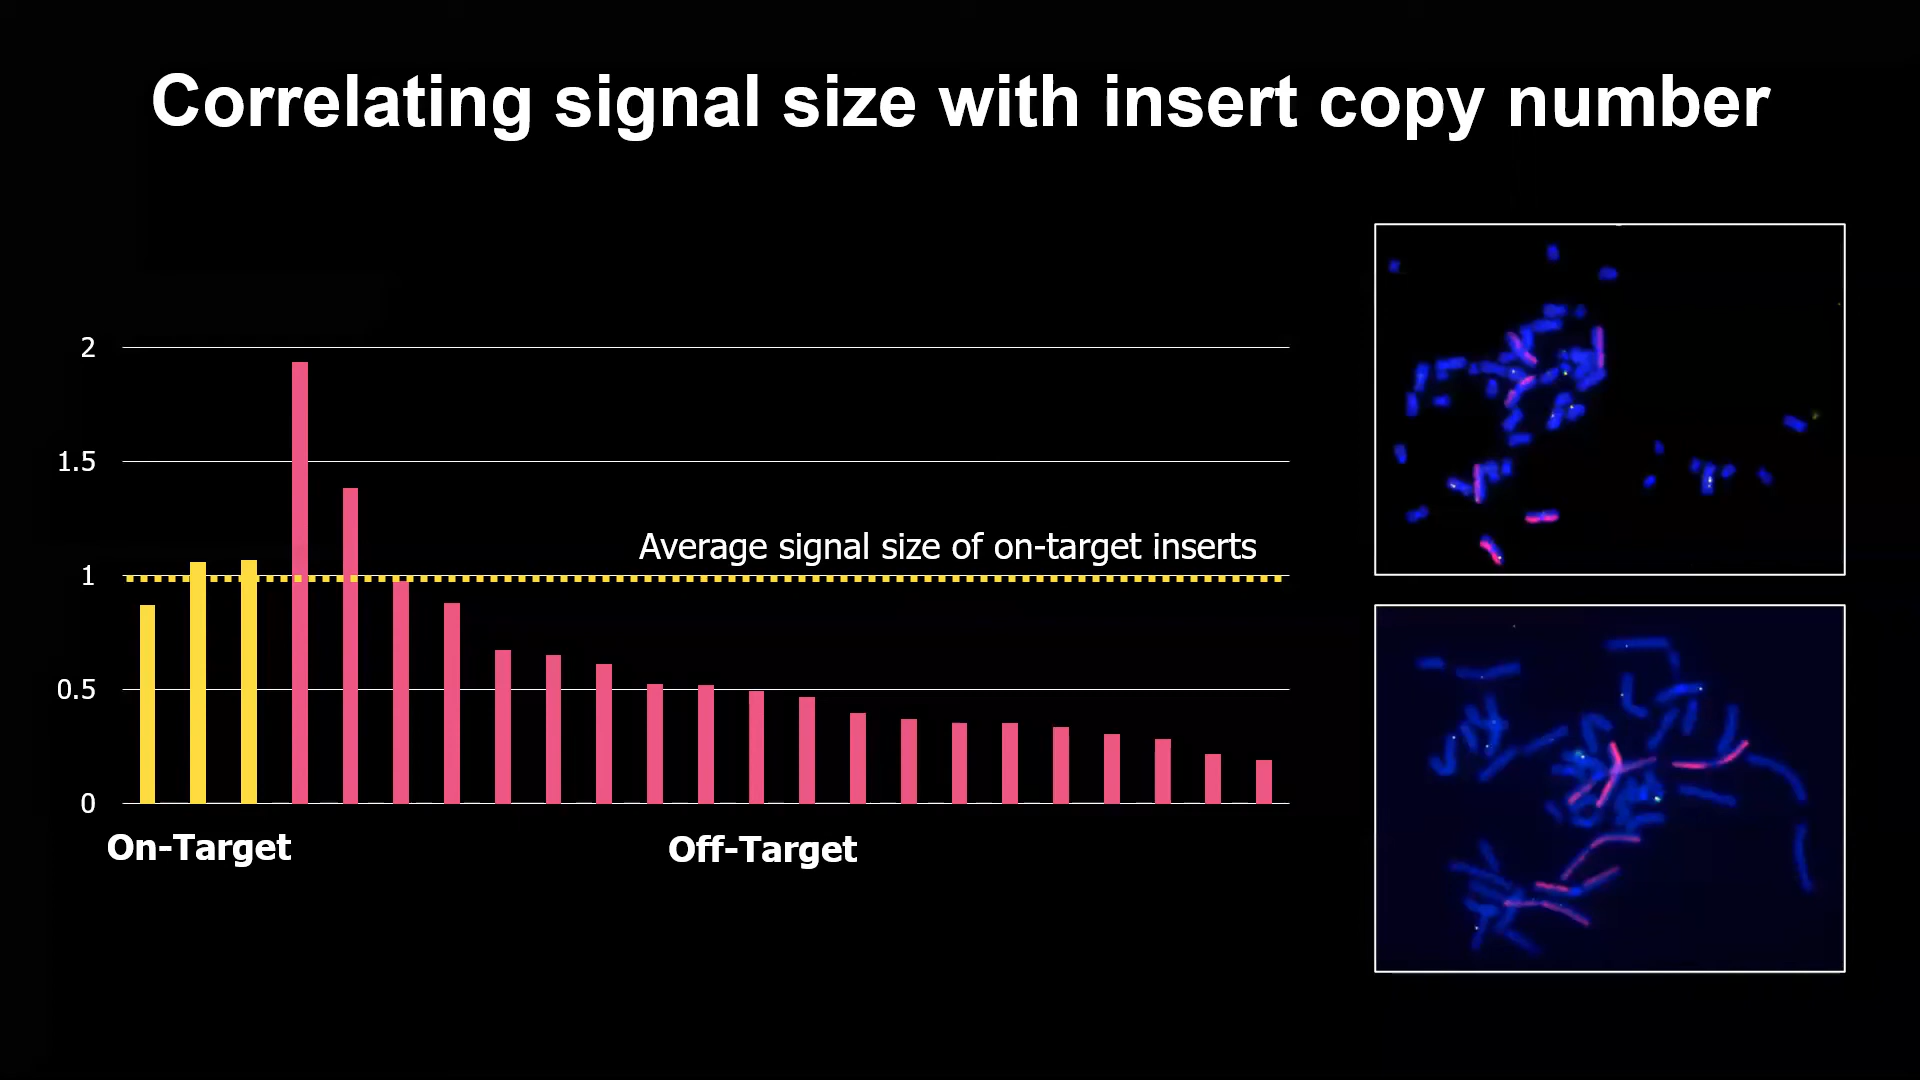 Correlating signal size with insert copy number
2
1.5
Average signal size of on-target inserts
1
0.5
0
On-Target
Off-Target